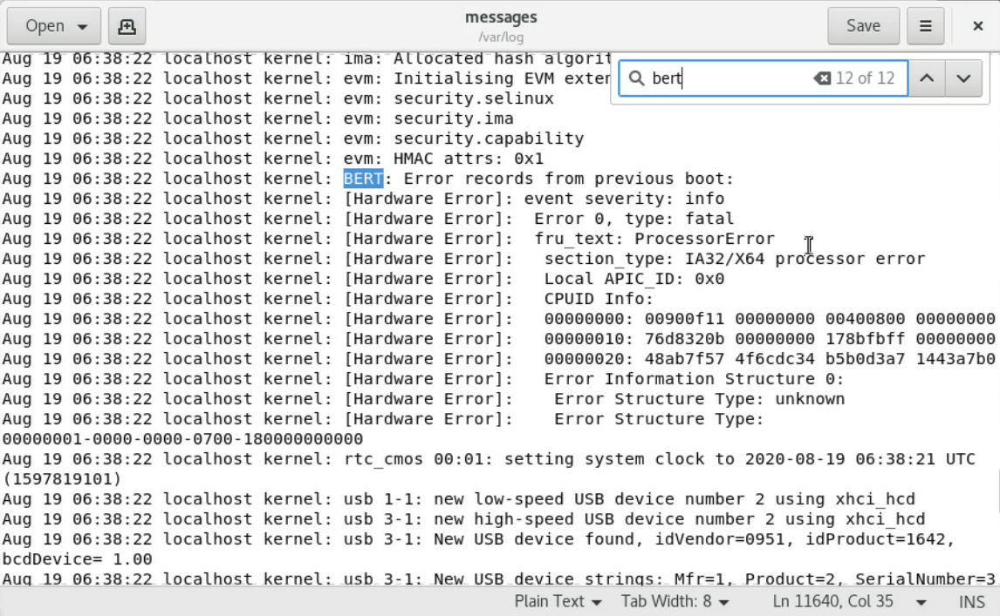 Open
messages
/var/log
Save
bert
12 of 12
Aug 19 06:38:22 localhost kernel: ima: Allocated hash algorit
Aug 19 06:38:22 localhost kernel: evm: Initialising EVM exten
Aug 19 06:38:22 localhost kernel: evm: security.selinux
Aug 19 06:38:22 localhost kernel: evm: security.ima
Aug 19 06:38:22 localhost kernel: evm: security.capability
Aug 19 06:38:22 localhost kernel: evm: HMAC attrs: 0x1
Aug 19 06:38:22 localhost kernel: BERT: Error records from previous boot:
Aug 19 06:38:22 localhost kernel: [Hardware Error]: event severity: info
Aug 19 06:38:22 localhost kernel: [Hardware Error]:  Error 0, type: fatal
Aug 19 06:38:22 localhost kernel: [Hardware Error]:  fru_text: ProcessorError
Aug 19 06:38:22 localhost kernel: [Hardware Error]:   section_type: IA32/X64 processor error
Aug 19 06:38:22 localhost kernel: [Hardware Error]:   Local APIC_ID: 0x0
Aug 19 06:38:22 localhost kernel: [Hardware Error]:   CPUID Info:
Aug 19 06:38:22 localhost kernel: [Hardware Error]:   00000000: 00900f11 00000000 00400800 00000000
Aug 19 06:38:22 localhost kernel: [Hardware Error]:   00000010: 76d8320b 00000000 178bfbff 00000000
Aug 19 06:38:22 localhost kernel: [Hardware Error]:   00000020: 48ab7f57 4f6cdc34 b5b0d3a7 1443a7b0
Aug 19 06:38:22 localhost kernel: [Hardware Error]:   Error Information Structure 0:
Aug 19 06:38:22 localhost kernel: [Hardware Error]:    Error Structure Type: unknown
Aug 19 06:38:22 localhost kernel: [Hardware Error]:    Error Structure Type:
00000001-0000-0000-0700-180000000000
Aug 19 06:38:22 localhost kernel: rtc_cmos 00:01: setting system clock to 2020-08-19 06:38:21 UTC
(1597819101)
Aug 19 06:38:22 localhost kernel: usb 1-1: new low-speed USB device number 2 using xhci_hcd
Aug 19 06:38:22 localhost kernel: usb 3-1: new high-speed USB device number 2 using xhci_hcd
Aug 19 06:38:22 localhost kernel: usb 3-1: New USB device found, idVendor=0951, idProduct=1642,
bcdDevice= 1.00
Aug 19 06:38:22 localhost kernel: usb 3-1: New USB device strings: Mfr=1, Product=2, SerialNumber=3
Plain Text
Tab Width: 8
Ln 11640, Col 35
INS